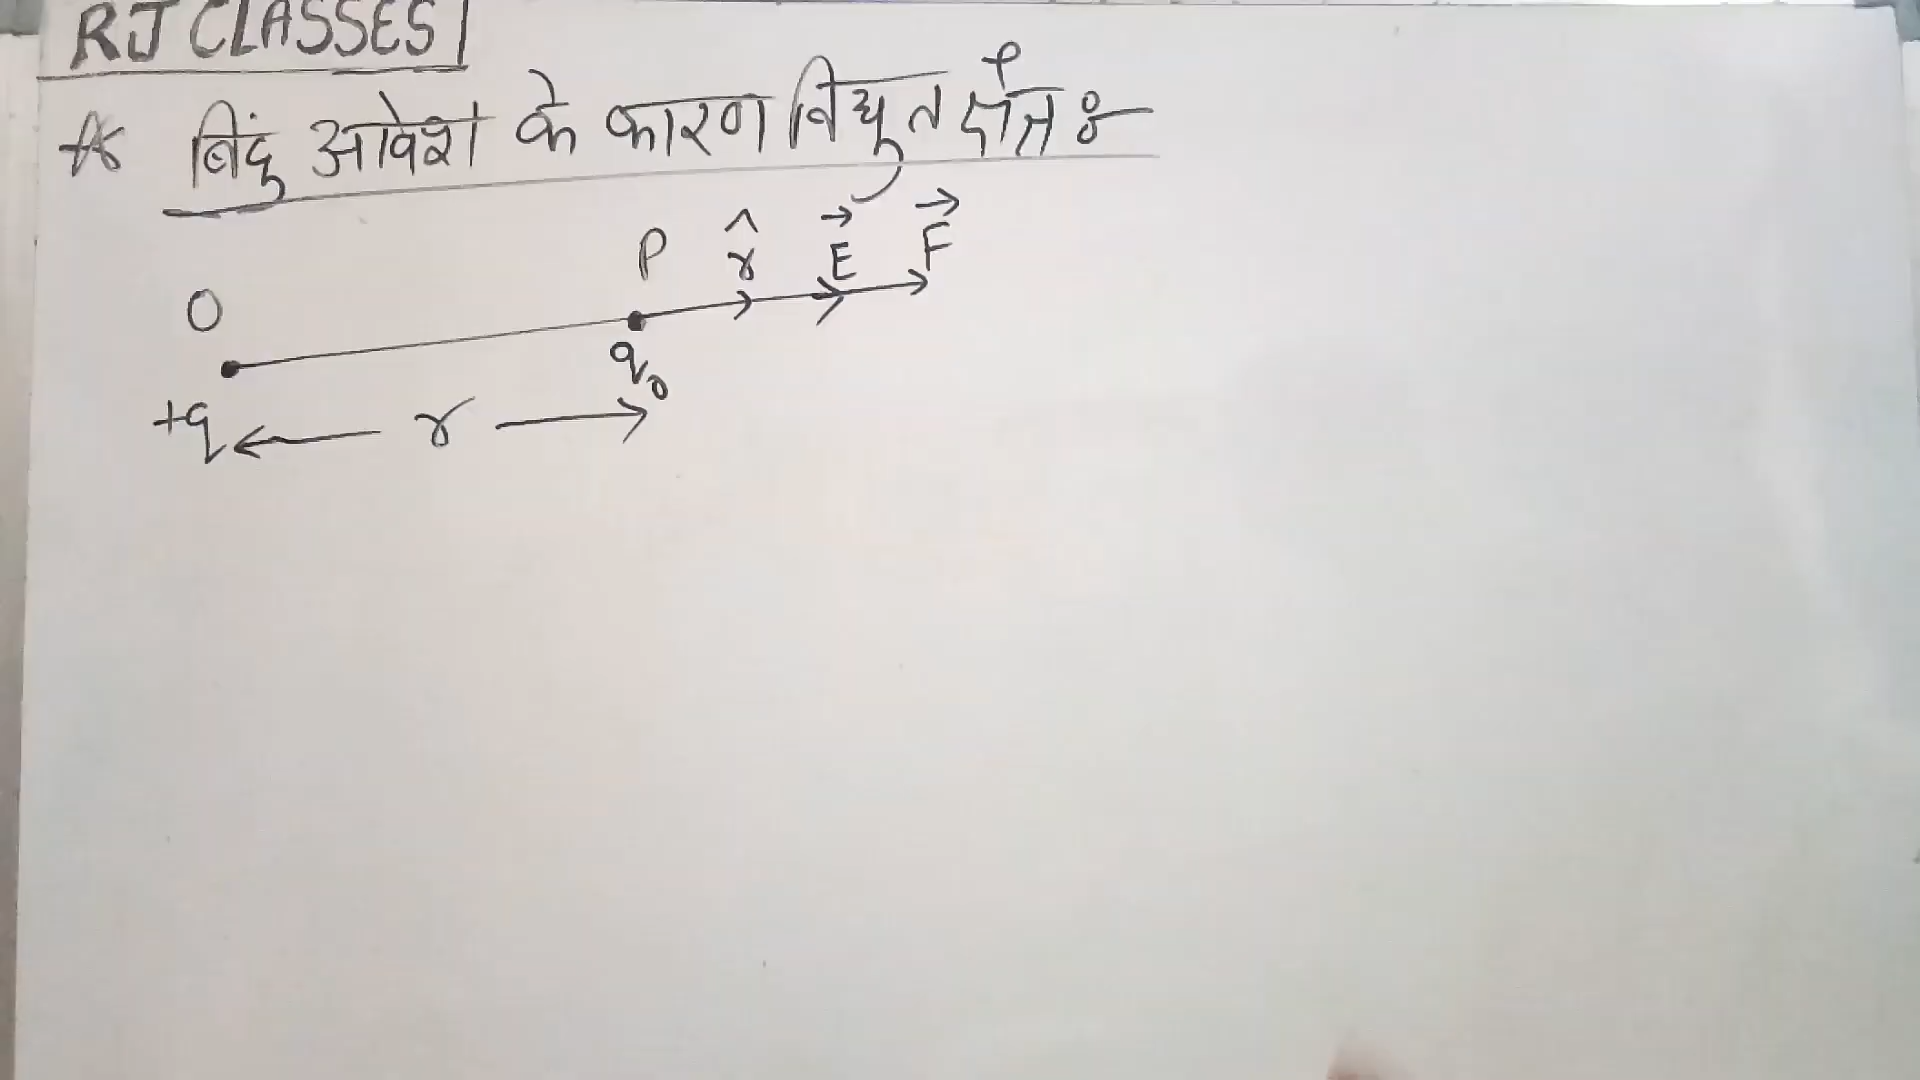 RJ CLASSES
बिंदु आवेश के कारण विद्युत क्षेत्र :-
O P r̂ E⃗ F⃗
q₀
+q r